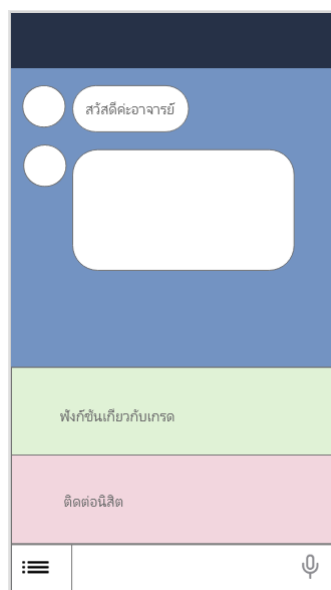 สวัสดีค่ะอาจารย์
ฟังก์ชันเกี่ยวกับเกรด
ติดต่อนิสิต